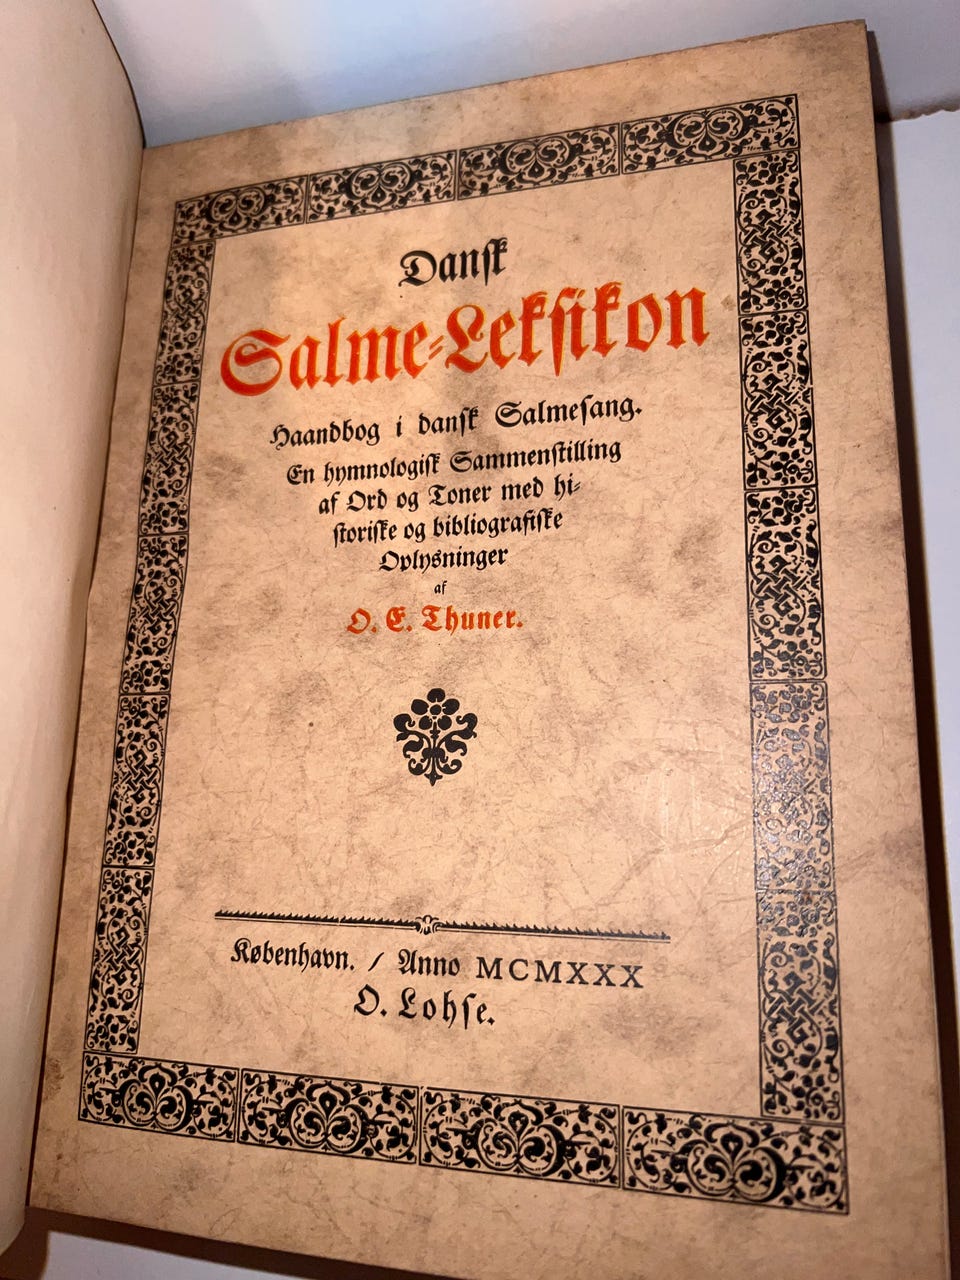 Dansk
Salme-Leksikon
Haandbog i dansk Salmesang.
En hymnologisk Sammenstilling
af Ord og Toner med hi-
storiske og bibliografiske
Oplysninger
af
O. E. Thuner.
København. / Anno MCMXXX
O. Lohse.